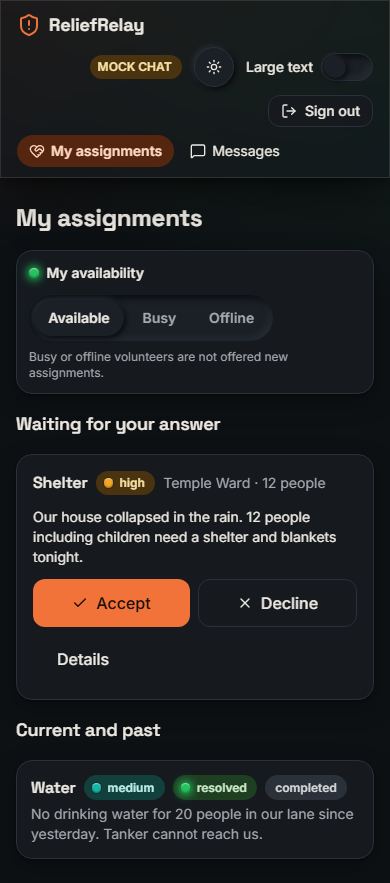 ReliefRelay
MOCK CHAT
Large text
Sign out
My assignments
Messages
My assignments
My availability
Available
Busy
Offline
Busy or offline volunteers are not offered new
assignments.
Waiting for your answer
Shelter high Temple Ward · 12 people
Our house collapsed in the rain. 12 people
including children need a shelter and blankets
tonight.
Accept
Decline
Details
Current and past
Water medium resolved completed
No drinking water for 20 people in our lane since
yesterday. Tanker cannot reach us.